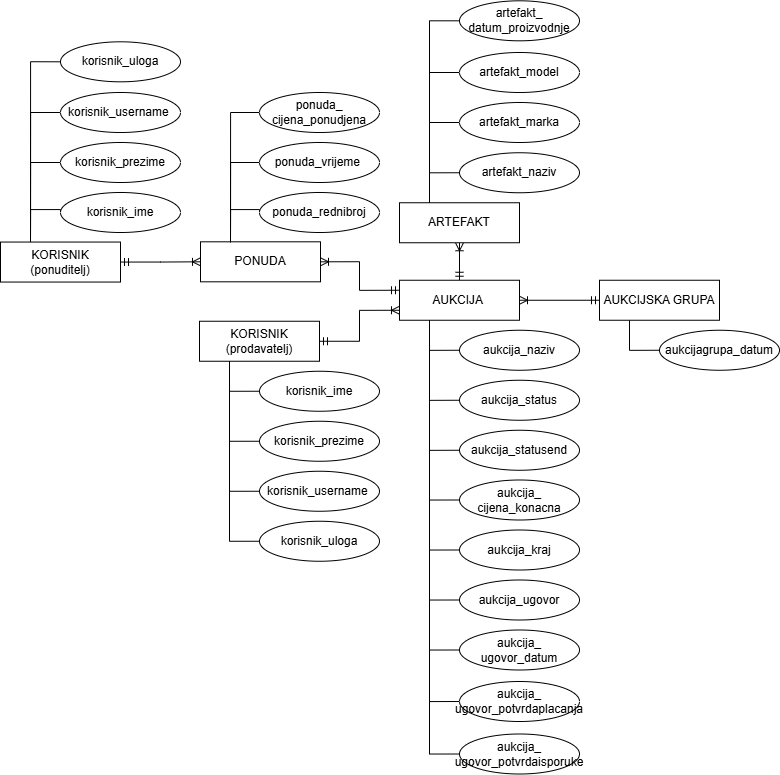 korisnik_uloga
korisnik_username
korisnik_prezime
korisnik_ime
KORISNIK
(ponuditelj)
ponuda_
cijena_ponudjena
ponuda_vrijeme
ponuda_rednibroj
PONUDA
artefakt_
datum_proizvodnje
artefakt_model
artefakt_marka
artefakt_naziv
ARTEFAKT
AUKCIJA
AUKCIJSKA GRUPA
aukcijagrupa_datum
KORISNIK
(prodavatelj)
korisnik_ime
korisnik_prezime
korisnik_username
korisnik_uloga
aukcija_naziv
aukcija_status
aukcija_statusend
aukcija_
cijena_konacna
aukcija_kraj
aukcija_ugovor
aukcija_
ugovor_datum
aukcija_
ugovor_potvrdaplacanja
aukcija_
ugovor_potvrdaisporuke